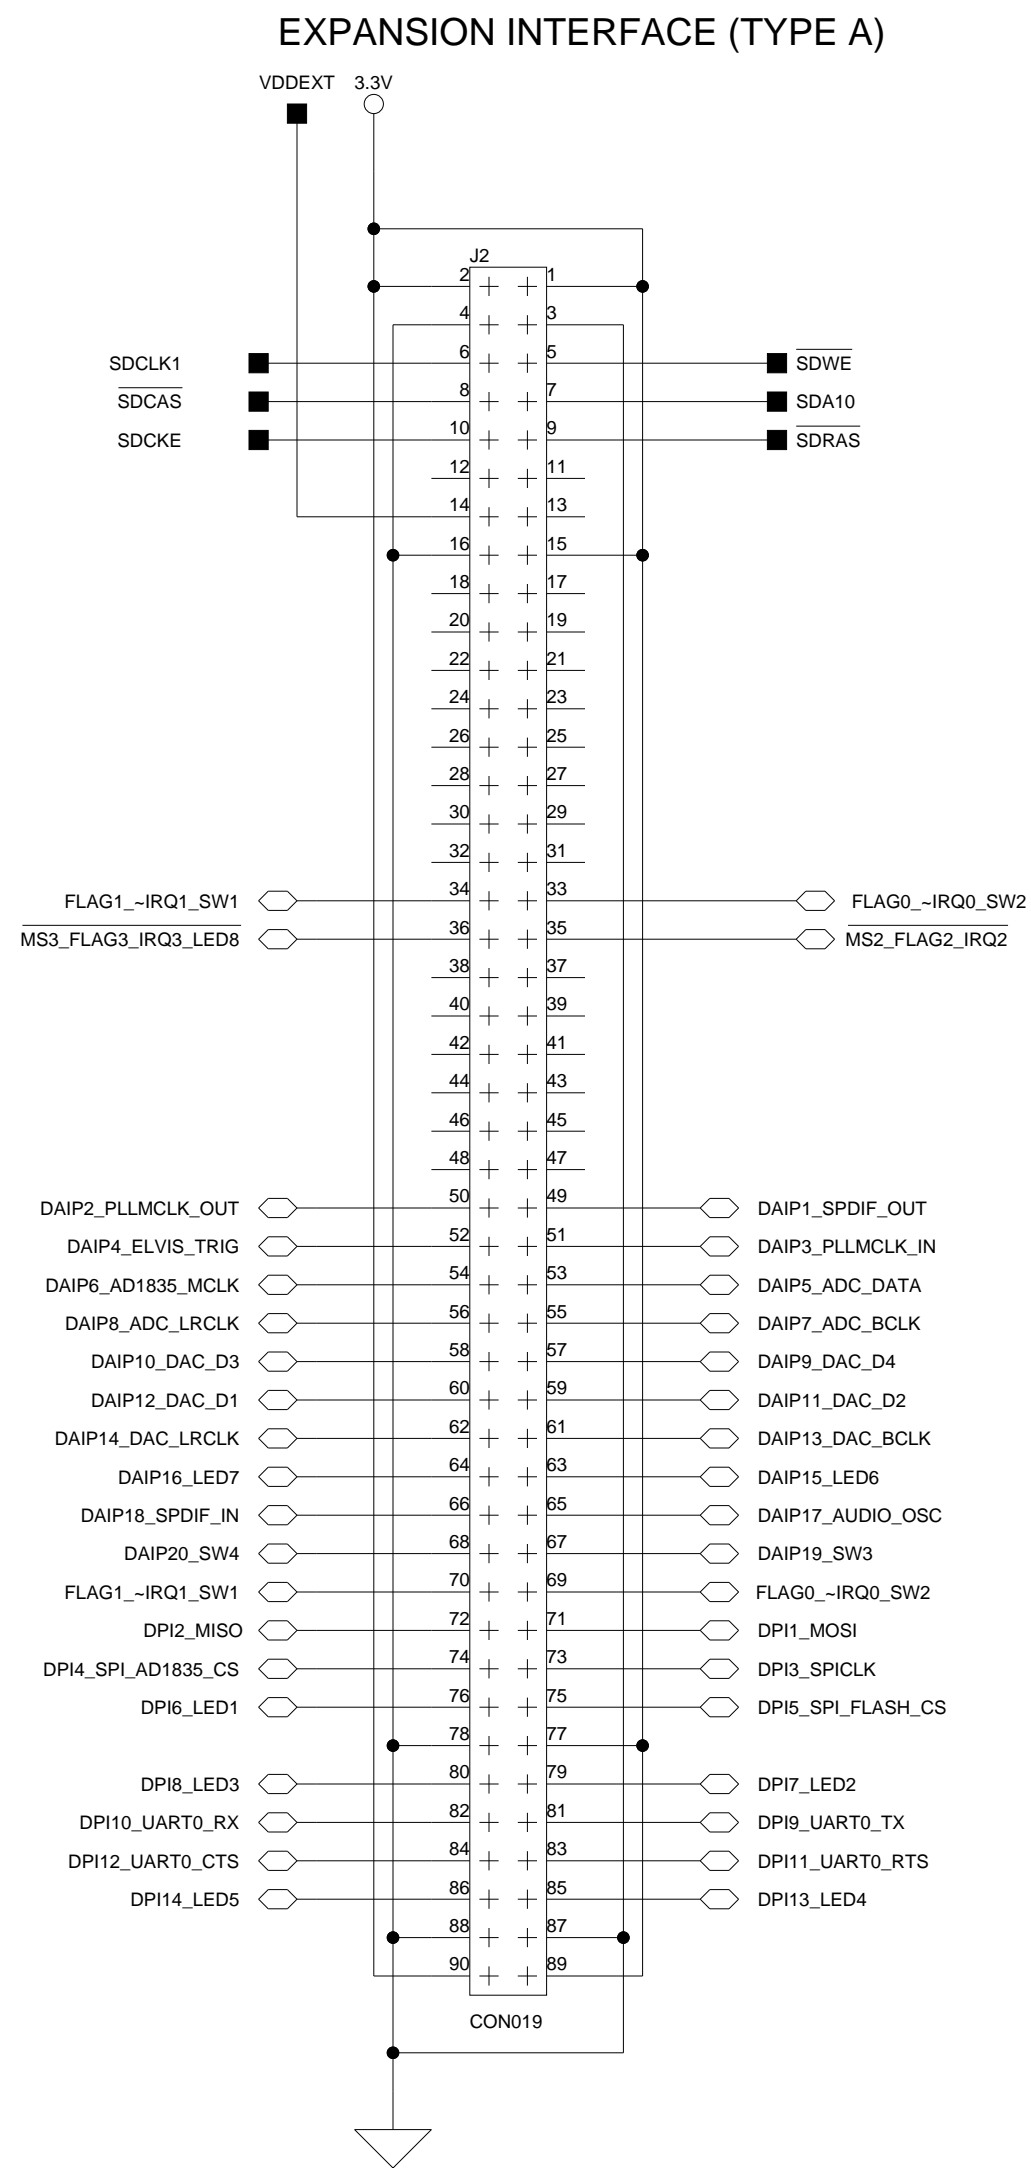 EXPANSION INTERFACE (TYPE A)
VDDEXT 3.3V
J2
2 1
4 3
SDCLK1 6 5 SDWE
SDCAS 8 7 SDA10
SDCKE 10 9 SDRAS
12 11
14 13
16 15
18 17
20 19
22 21
24 23
26 25
28 27
30 29
32 31
FLAG1_~IRQ1_SW1 34 33 FLAG0_~IRQ0_SW2
MS3_FLAG3_IRQ3_LED8 36 35 MS2_FLAG2_IRQ2
38 37
40 39
42 41
44 43
46 45
48 47
DAIP2_PLLMCLK_OUT 50 49 DAIP1_SPDIF_OUT
DAIP4_ELVIS_TRIG 52 51 DAIP3_PLLMCLK_IN
DAIP6_AD1835_MCLK 54 53 DAIP5_ADC_DATA
DAIP8_ADC_LRCLK 56 55 DAIP7_ADC_BCLK
DAIP10_DAC_D3 58 57 DAIP9_DAC_D4
DAIP12_DAC_D1 60 59 DAIP11_DAC_D2
DAIP14_DAC_LRCLK 62 61 DAIP13_DAC_BCLK
DAIP16_LED7 64 63 DAIP15_LED6
DAIP18_SPDIF_IN 66 65 DAIP17_AUDIO_OSC
DAIP20_SW4 68 67 DAIP19_SW3
FLAG1_~IRQ1_SW1 70 69 FLAG0_~IRQ0_SW2
DPI2_MISO 72 71 DPI1_MOSI
DPI4_SPI_AD1835_CS 74 73 DPI3_SPICLK
DPI6_LED1 76 75 DPI5_SPI_FLASH_CS
78 77
DPI8_LED3 80 79 DPI7_LED2
DPI10_UART0_RX 82 81 DPI9_UART0_TX
DPI12_UART0_CTS 84 83 DPI11_UART0_RTS
DPI14_LED5 86 85 DPI13_LED4
88 87
90 89
CON019